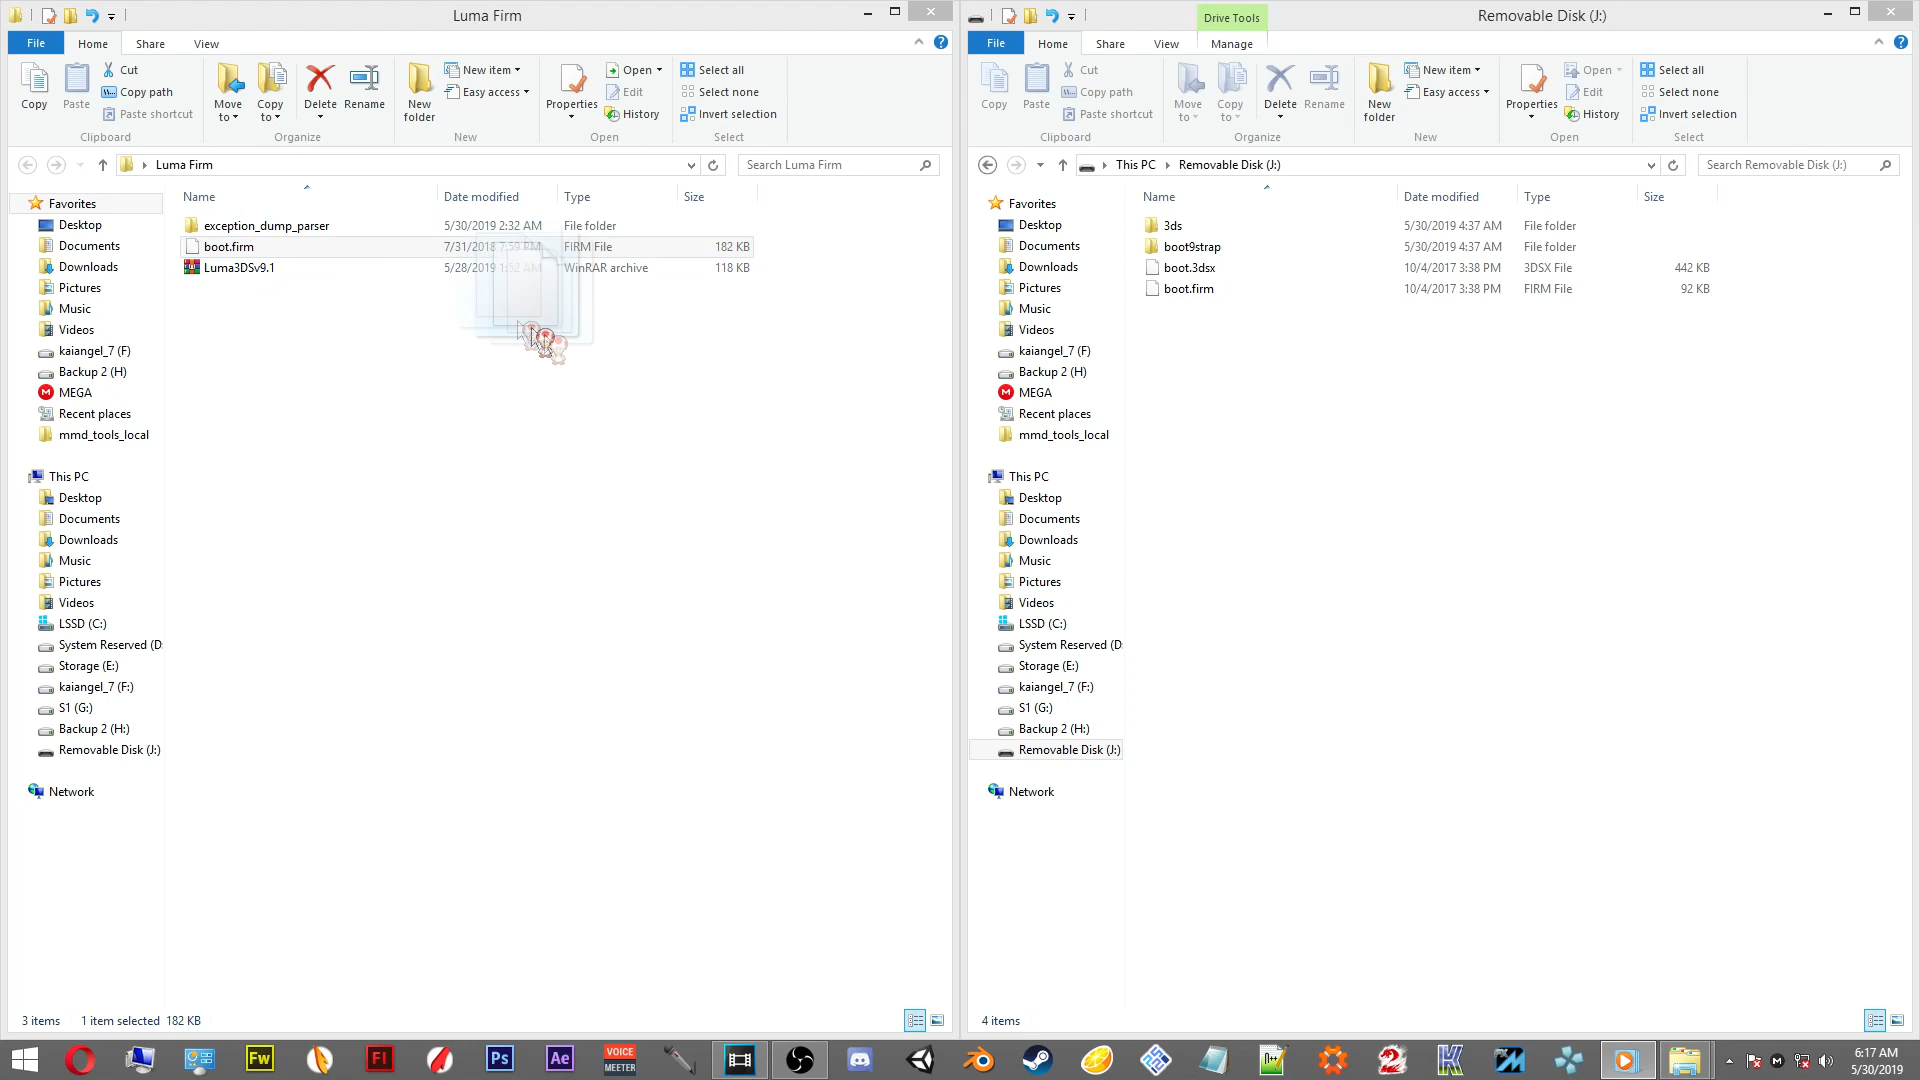 Luma Firm
File Home Share View
Copy
Paste
Cut
Copy path
Paste shortcut
Clipboard
Move to
Copy to
Delete
Rename
Organize
New folder
New item
Easy access
New
Properties
Open
Edit
History
Open
Select all
Select none
Invert selection
Select
Luma Firm
Search Luma Firm
Name Date modified Type Size
exception_dump_parser 5/30/2019 2:32 AM File folder
boot.firm 7/31/2018 7:59 PM FIRM File 182 KB
Luma3DSv9.1 5/28/2019 1:52 AM WinRAR archive 118 KB
Favorites
Desktop
Documents
Downloads
Pictures
Music
Videos
kaiangel_7 (F)
Backup 2 (H)
MEGA
Recent places
mmd_tools_local
This PC
Desktop
Documents
Downloads
Music
Pictures
Videos
LSSD (C:)
System Reserved (D:
Storage (E:)
kaiangel_7 (F:)
S1 (G:)
Backup 2 (H:)
Removable Disk (J:)
Network
3 items 1 item selected 182 KB
Drive Tools
Removable Disk (J:)
File Home Share View Manage
Copy
Paste
Cut
Copy path
Paste shortcut
Clipboard
Move to
Copy to
Delete
Rename
Organize
New folder
New item
Easy access
New
Properties
Open
Edit
History
Open
Select all
Select none
Invert selection
Select
This PC Removable Disk (J:)
Search Removable Disk (J:)
Name Date modified Type Size
3ds 5/30/2019 4:37 AM File folder
boot9strap 5/30/2019 4:37 AM File folder
boot.3dsx 10/4/2017 3:38 PM 3DSX File 442 KB
boot.firm 10/4/2017 3:38 PM FIRM File 92 KB
Favorites
Desktop
Documents
Downloads
Pictures
Music
Videos
kaiangel_7 (F)
Backup 2 (H)
MEGA
Recent places
mmd_tools_local
This PC
Desktop
Documents
Downloads
Music
Pictures
Videos
LSSD (C:)
System Reserved (D:
Storage (E:)
kaiangel_7 (F:)
S1 (G:)
Backup 2 (H:)
Removable Disk (J:)
Network
4 items
Fw
Fl
Ps
Ae
VOICE
MEETER
6:17 AM
5/30/2019